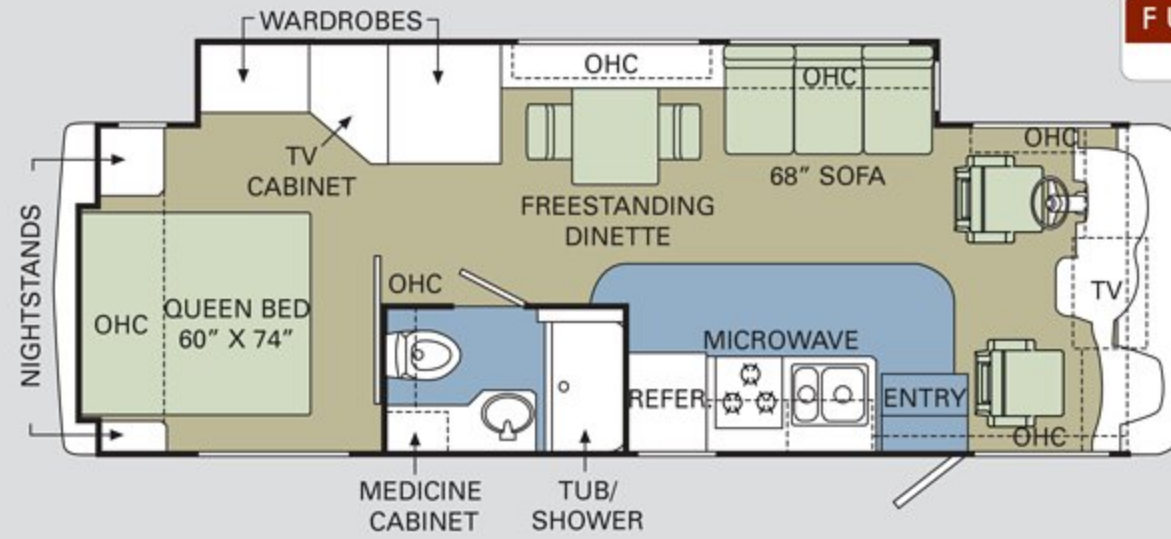 WARDROBES
F U
OHC
OHC
OHC
TV
CABINET
68” SOFA
FREESTANDING
DINETTE
NIGHTSTANDS
OHC
QUEEN BED
60” X 74”
OHC
TV
MICROWAVE
REFER.
ENTRY
OHC
MEDICINE
CABINET
TUB/
SHOWER